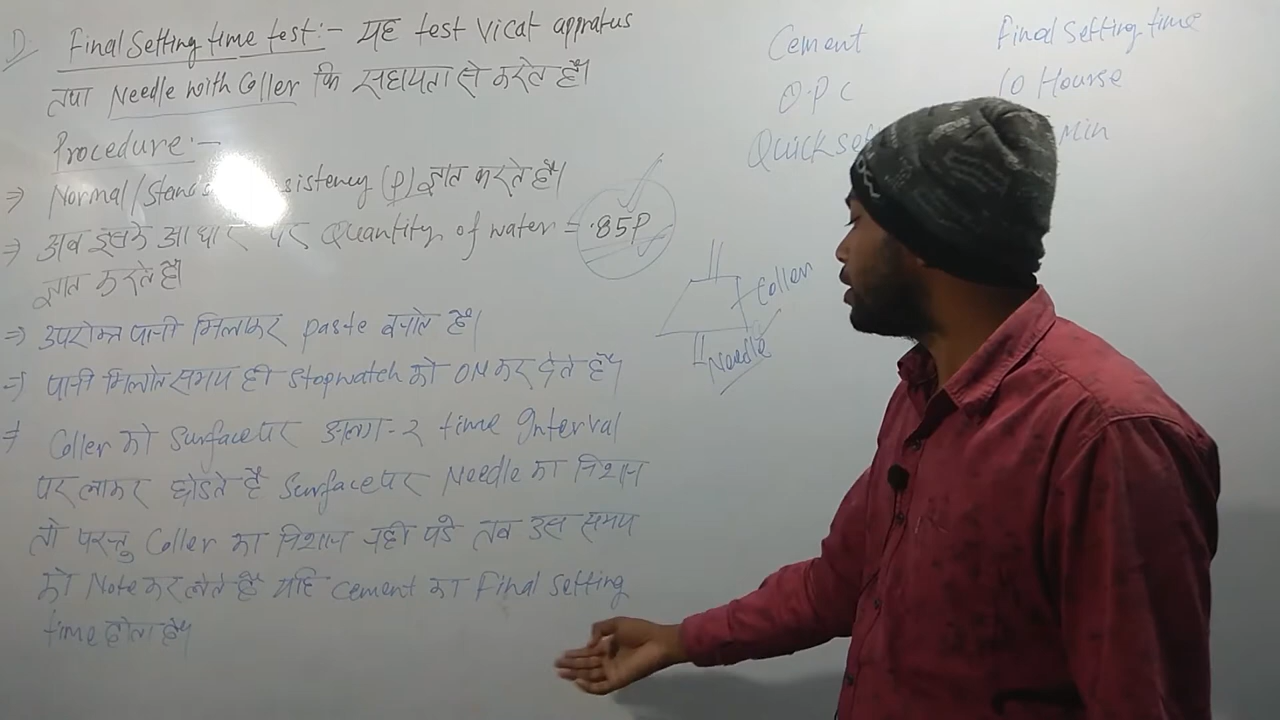 D Final Setting time test:- यह test Vicat appratus
तथा Needle with Coller कि सहायता से करते है।
Procedure:-
⇒ Normal/Stand sistency (P) ज्ञात करते है।
⇒ अब इसके आधार पर Quantity of water = .85P
ज्ञात करते है।
⇒ उपरोक्त पानी मिलाकर paste बनाते है।
⇒ पानी मिलाते समय ही Stopwatch को ON कर देते है।
⇒ Coller को Surface पर अलग-2 time Interval
पर लाकर छोडते है Surface पर Needle का निशान
तो परन्तु Coller का निशान नही पडे तब उस समय
को Note कर लेते है यहि Cement का Final Setting
time होता है।
Coller
Needle
Cement Final Setting time
O.P.C 10 Hourse
Quick set Min